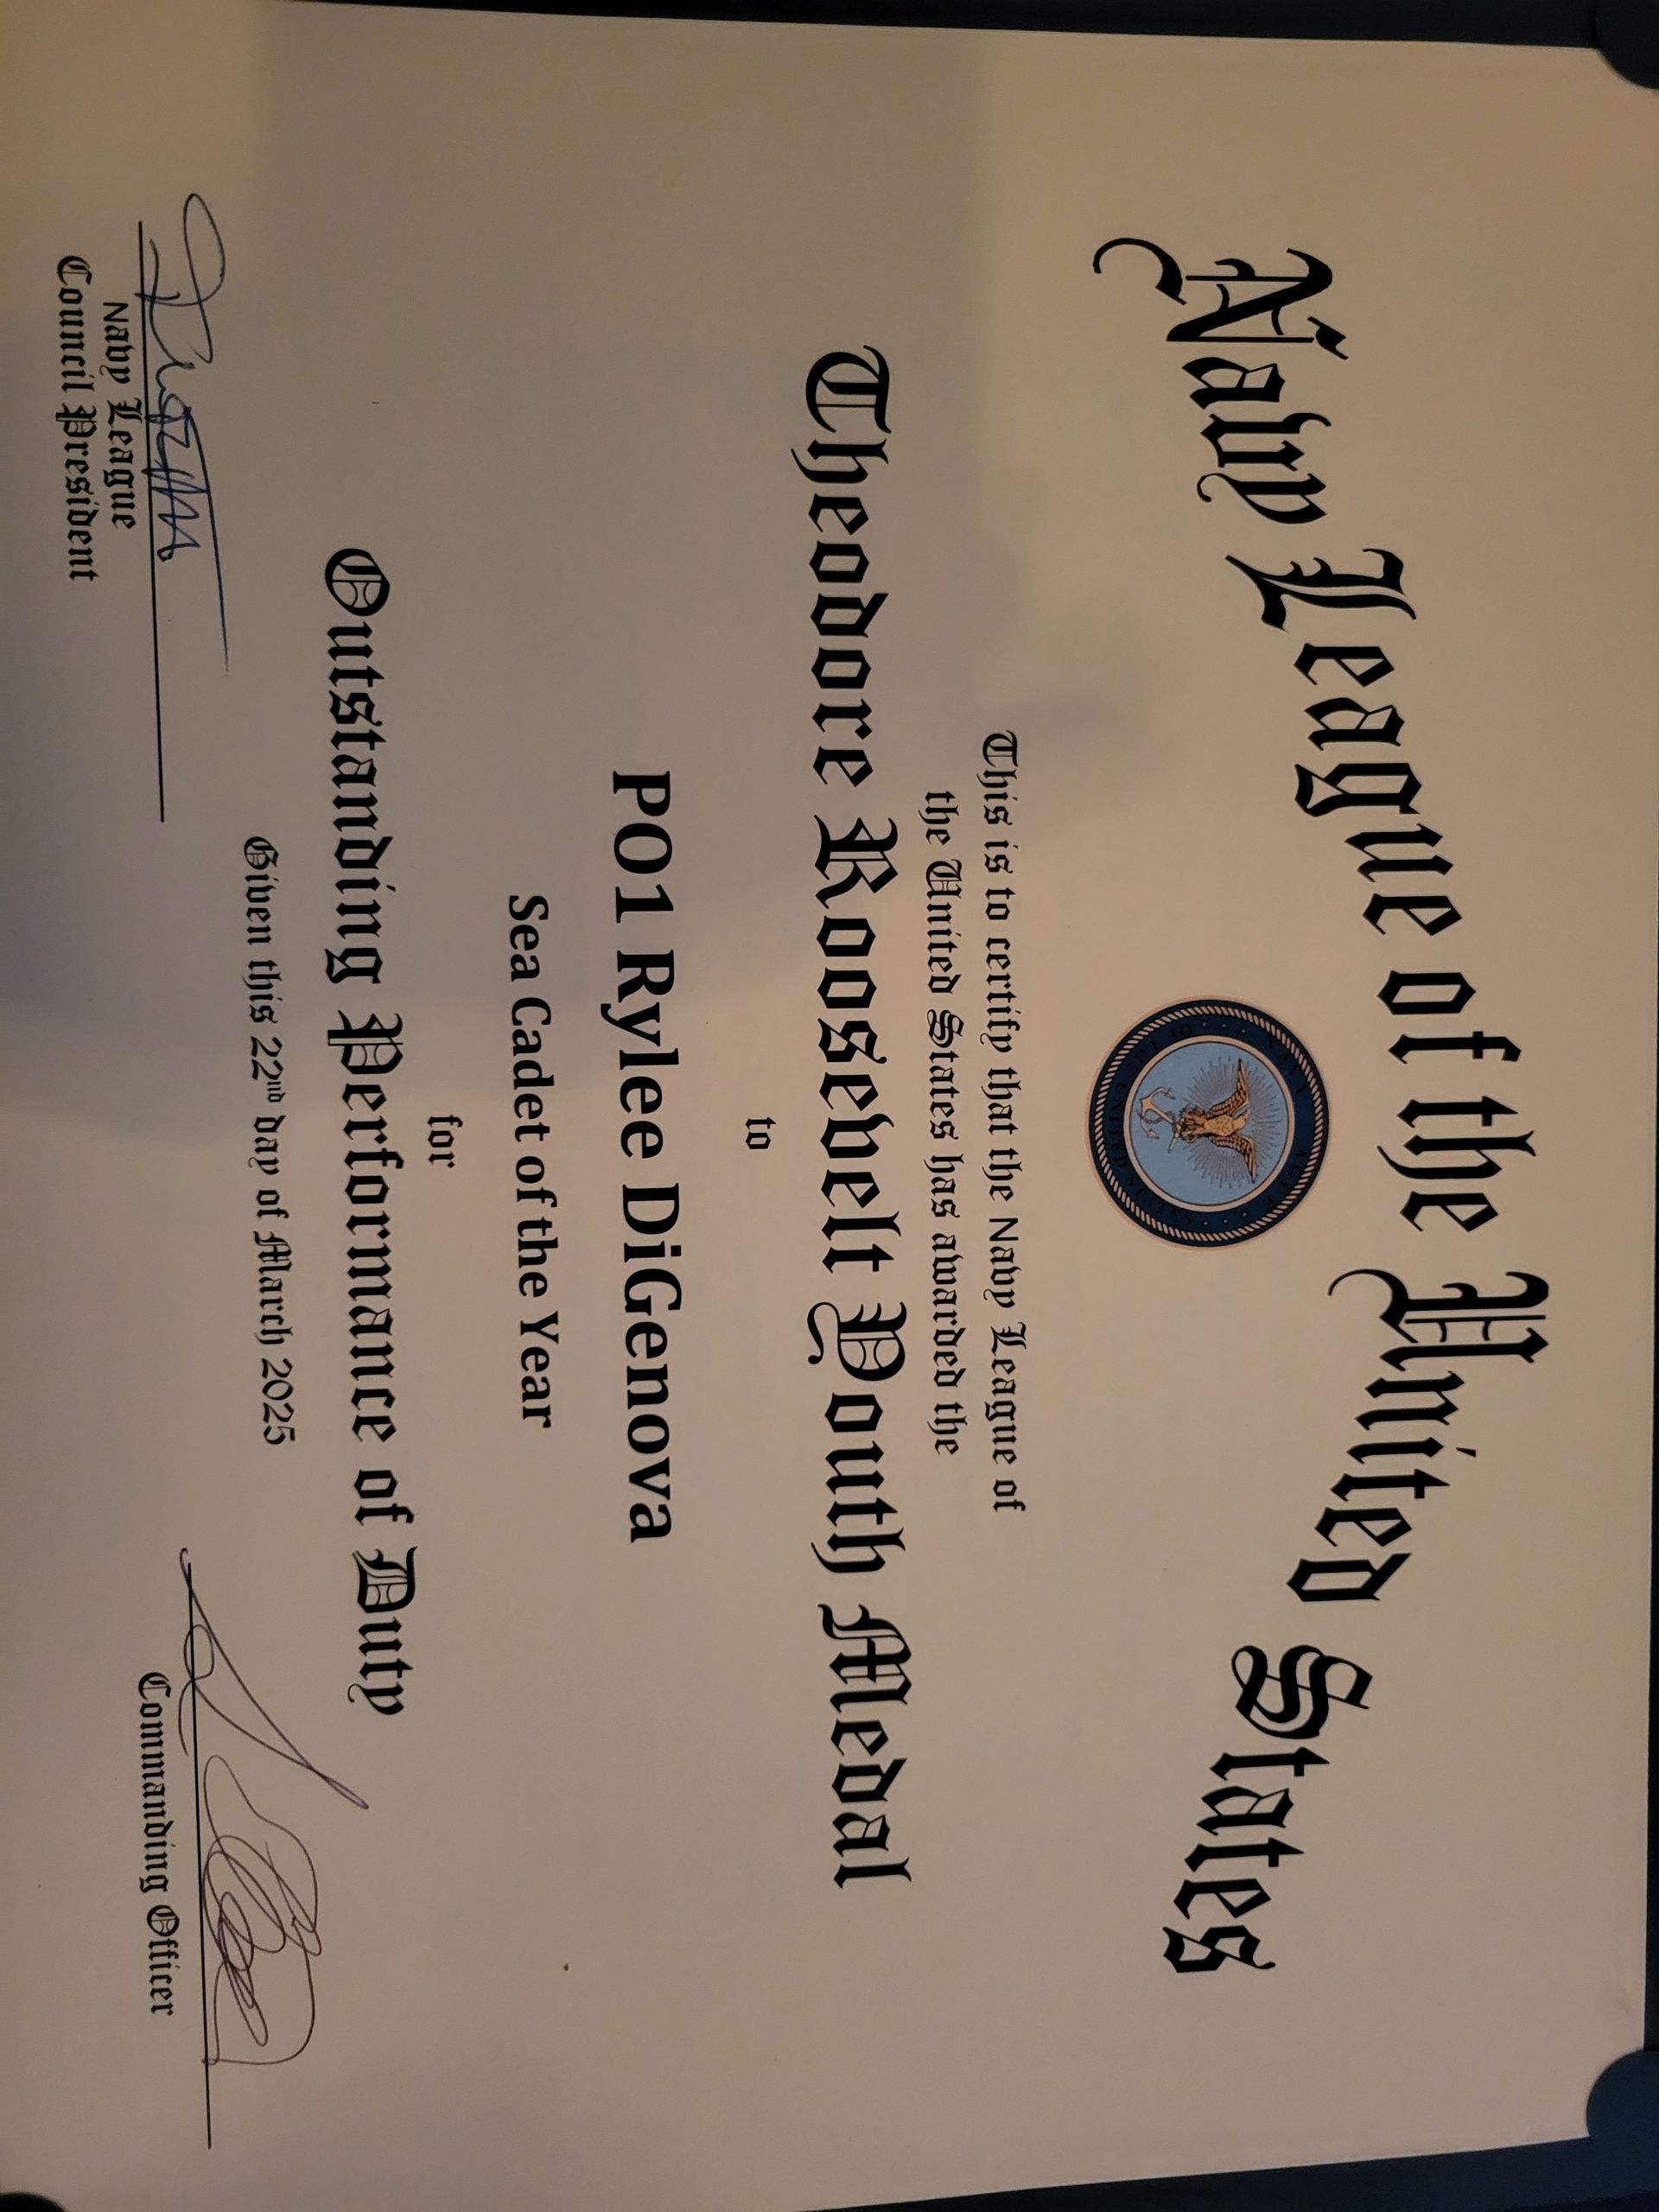 Navy League of the United States
This is to certify that the Navy League of
the United States has awarded the
Theodore Roosevelt Youth Medal
to
PO1 Rylee DiGenova
Sea Cadet of the Year
for
Outstanding Performance of Duty
Given this 22nd day of March 2025
Navy League
Council President
Commanding Officer